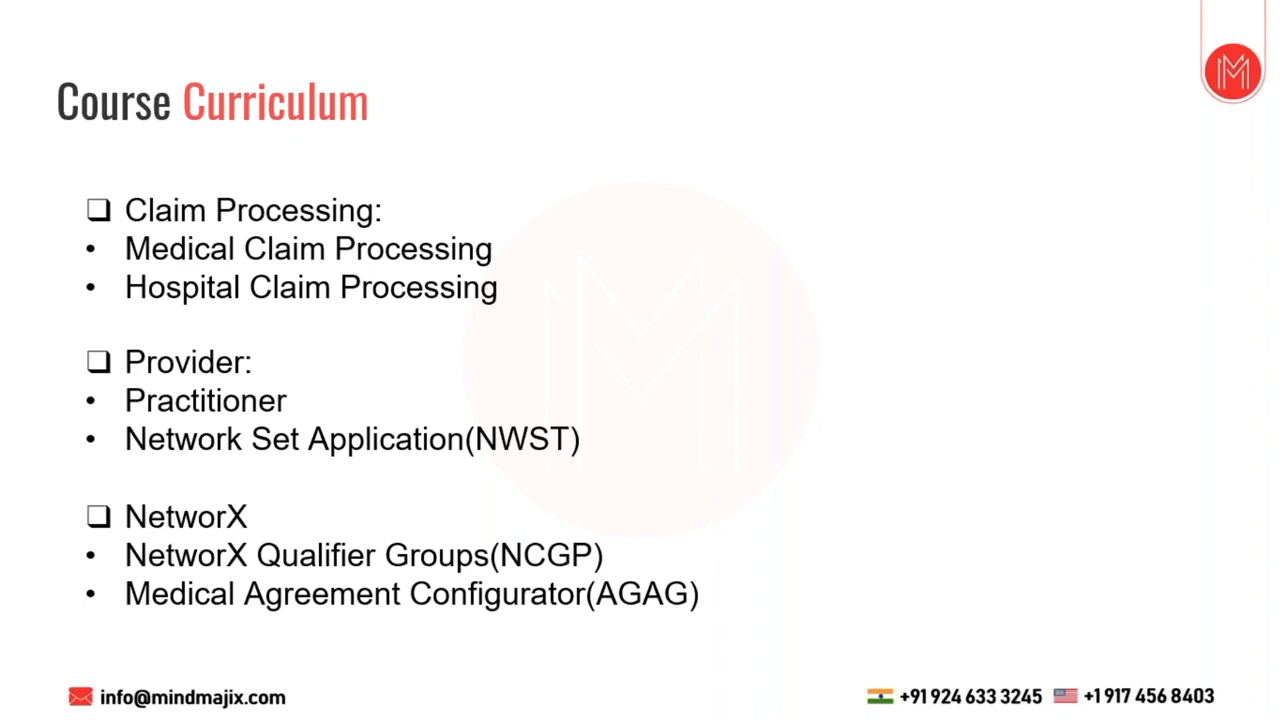 Course Curriculum
❑ Claim Processing:
• Medical Claim Processing
• Hospital Claim Processing
❑ Provider:
• Practitioner
• Network Set Application(NWST)
❑ NetworX
• NetworX Qualifier Groups(NCGP)
• Medical Agreement Configurator(AGAG)
info@mindmajix.com +91 924 633 3245 +1 917 456 8403